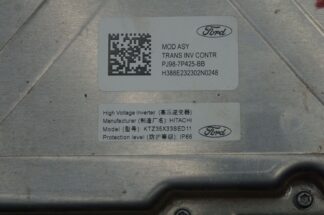 Ford
MOD ASY
TRANS INV CONTR
PJ98-7P425-BB
H388E232302N0248
High Voltage Inverter (高压逆变器)
Manufacturer (制造厂名): HITACHI
Model (型号): KTZ35X33SED11
Protection level (防护等级): IP66
Ford